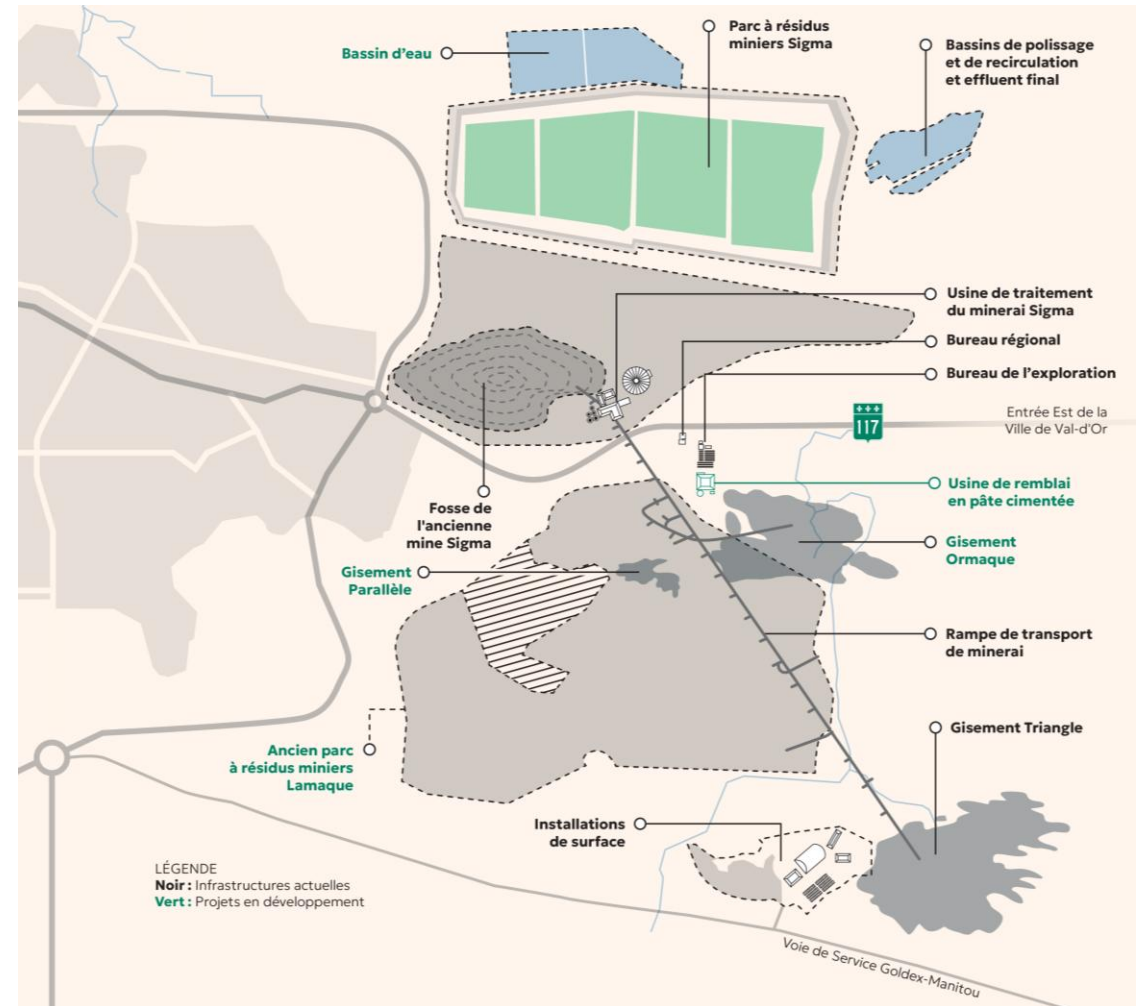 Bassin d'eau
Parc à résidus
miniers Sigma
Bassins de polissage
et de recirculation
et effluent final
Usine de traitement
du minerai Sigma
Bureau régional
Bureau de l'exploration
117
Entrée Est de la
Ville de Val-d'Or
Usine de remblai
en pâte cimentée
Fosse de
l'ancienne
mine Sigma
Gisement
Ormaque
Gisement
Parallèle
Rampe de transport
de minerai
Gisement Triangle
Ancien parc
à résidus miniers
Lamaque
Installations
de surface
LÉGENDE
Noir : Infrastructures actuelles
Vert : Projets en développement
Voie de Service Goldex-Manitou